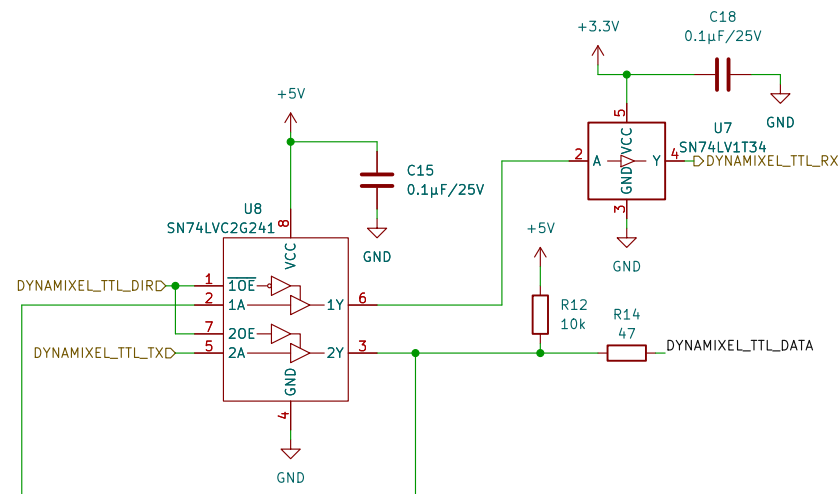 C18
0.1µF/25V
+3.3V
GND
+5V
5
VCC
U7
SN74LV1T34
2
A
Y
4
DYNAMIXEL_TTL_RX
GND
3
GND
C15
0.1µF/25V
GND
U8
SN74LVC2G241
8
VCC
+5V
DYNAMIXEL_TTL_DIR
1
1OE
2
1A
1Y
6
7
2OE
DYNAMIXEL_TTL_TX
5
2A
2Y
3
R12
10k
R14
47
DYNAMIXEL_TTL_DATA
GND
4
GND